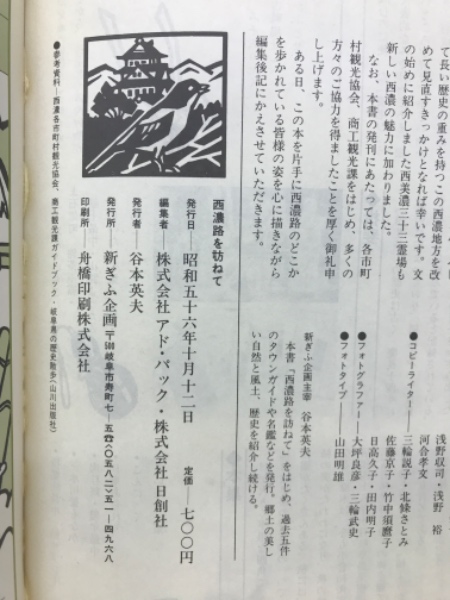 て長い歴史の重みを持つこの西濃地方を改
めて見直すきっかけとなれば幸いです。文
の始めに紹介しました西美濃三十三霊場も
新しい西濃の魅力に加わりました。
なお、本書の発刊にあたっては、各市町
村観光協会、商工観光課をはじめ、多くの
方々のご協力を得ましたことを厚く御礼申
し上げます。
ある日、この本を片手に西濃路のどこか
を歩かれている皆様の姿を心に描きながら
編集後記にかえさせていただきます。
●コピーライター
浅野収司・浅野 裕
河合孝文
三輪説子・北條さとみ
佐藤京子・竹中須麿子
日高久子・田内明子
●フォトグラファー 大坪良彦・三輪武史
●フォトタイプ 山田明雄
新ぎふ企画主宰 谷本英夫
本書「西濃路を訪ねて」をはじめ、過去五件
のタウンガイドや名鑑などを発行。郷土の美し
い自然と風土、歴史を紹介し続ける。
西濃路を訪ねて
発行日―昭和五十六年十月十二日 定価 七〇〇円
編集者―株式会社 アド・パック・株式会社 日創社
発行者―谷本英夫
発行所―新ぎふ企画 〒500 岐阜市寿町七―五☎〈〇五八二〉五一―四九六八
印刷所―舟橋印刷株式会社
●参考資料―西濃各市町村観光協会、商工観光課ガイドブック・岐阜県の歴史散歩(山川出版社)